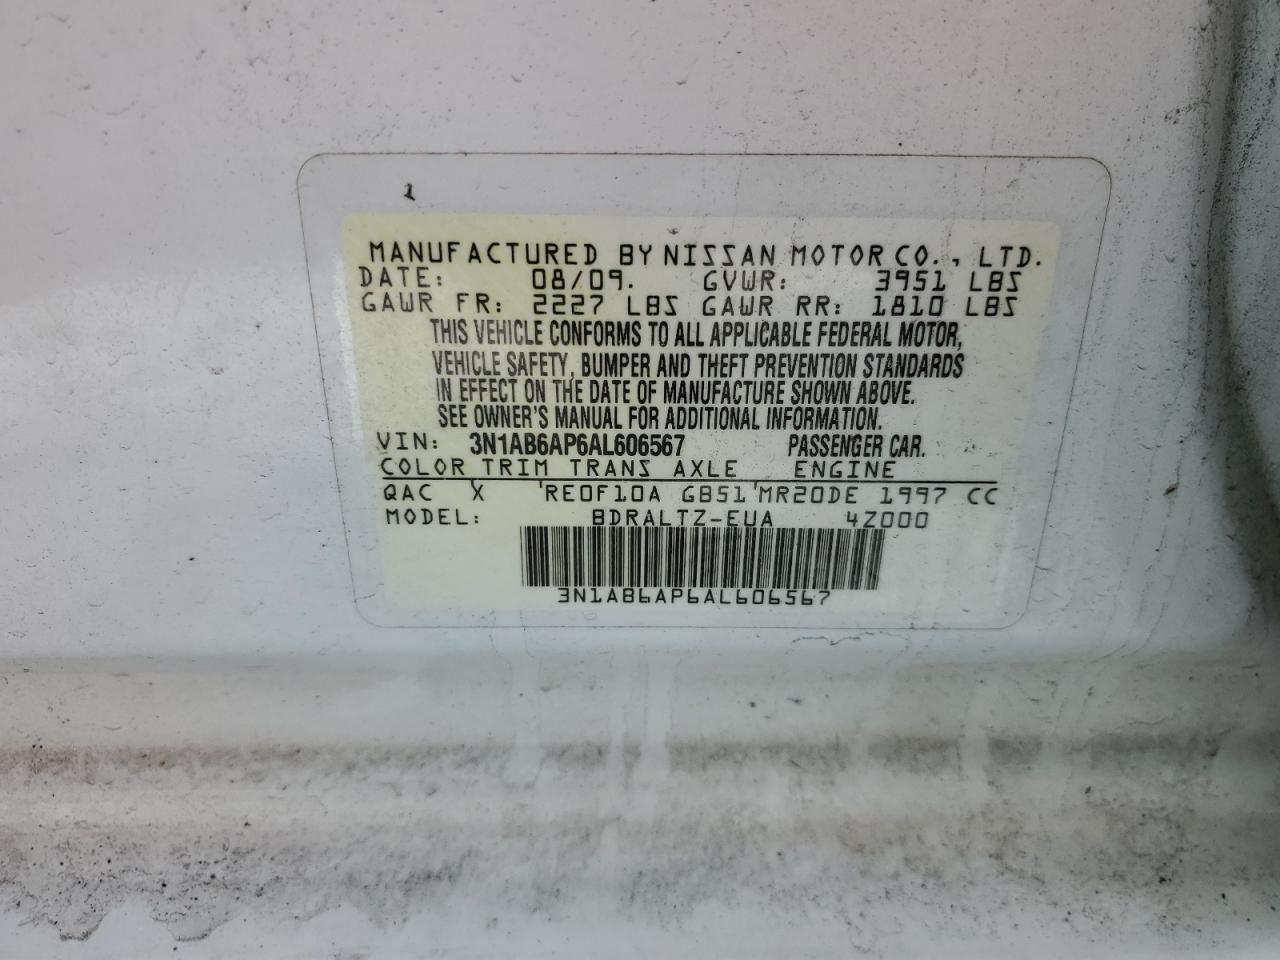 MANUFACTURED BY NISSAN MOTOR CO., LTD.
DATE: 08/09. GVWR: 3951 LBS
GAWR FR: 2227 LBS GAWR RR: 1810 LBS
THIS VEHICLE CONFORMS TO ALL APPLICABLE FEDERAL MOTOR,
VEHICLE SAFETY, BUMPER AND THEFT PREVENTION STANDARDS
IN EFFECT ON THE DATE OF MANUFACTURE SHOWN ABOVE.
SEE OWNER'S MANUAL FOR ADDITIONAL INFORMATION.
VIN: 3N1AB6AP6AL606567 PASSENGER CAR.
COLOR TRIM TRANS AXLE ENGINE
QAC X 'RE0F10A GB51'MR20DE 1997 CC
MODEL: BDRALTZ-EUA 4Z000
3N1AB6AP6AL606567